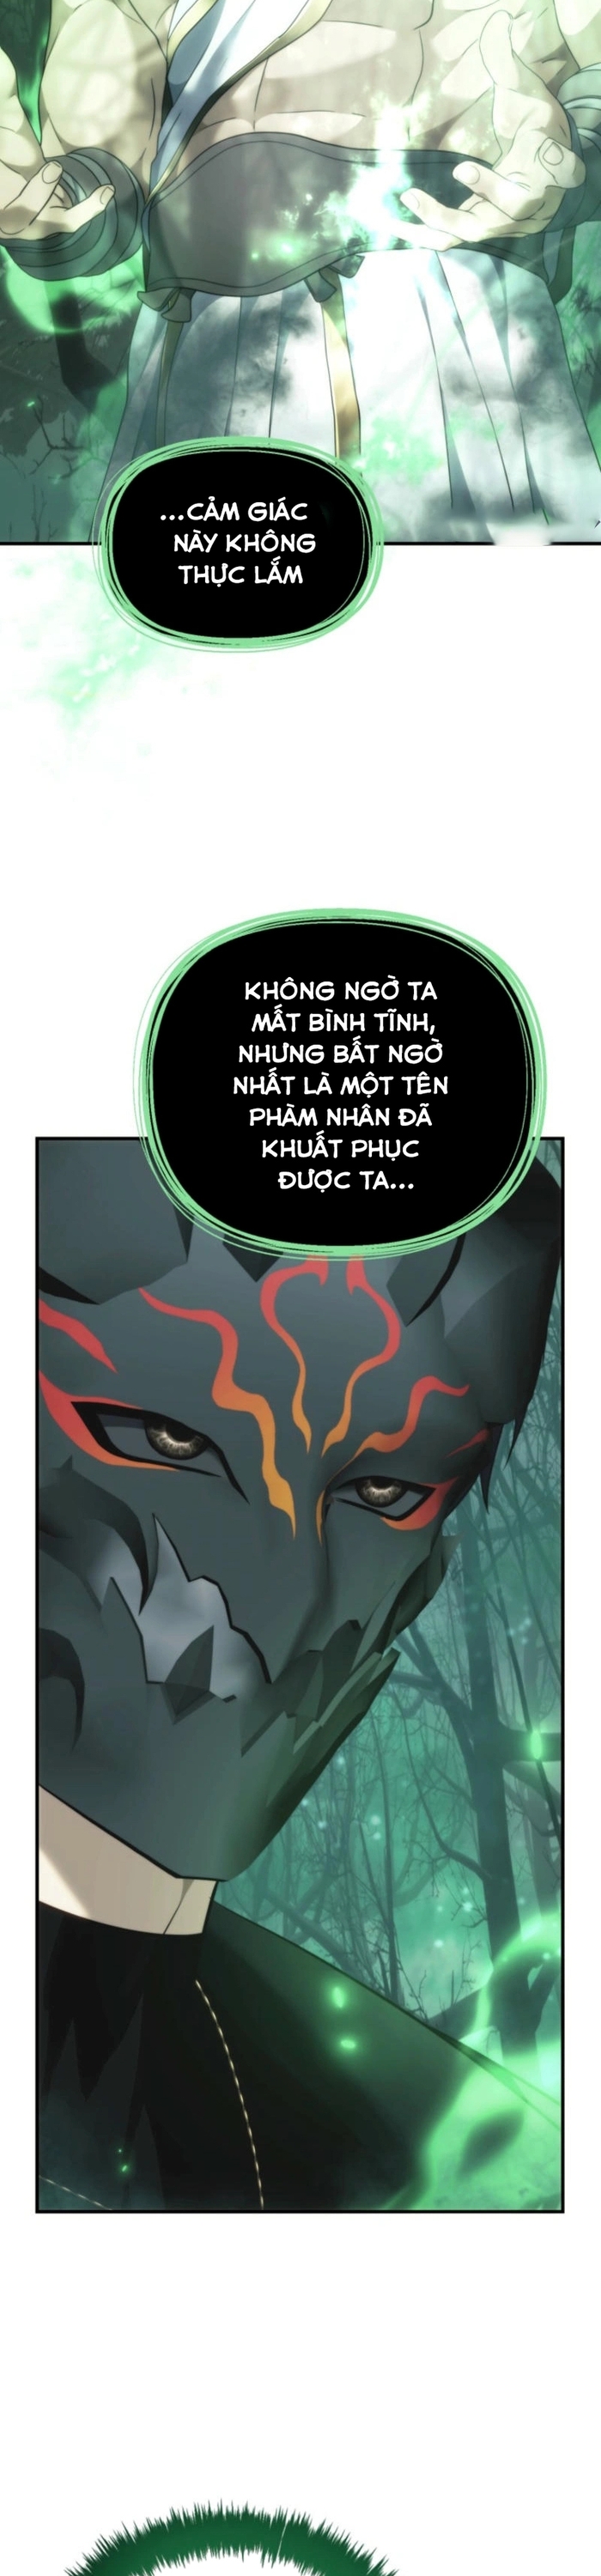 ...CẢM GIÁC
NÀY KHÔNG
THỰC LẮM
KHÔNG NGỜ TA
MẤT BÌNH TĨNH,
NHƯNG BẤT NGỜ
NHẤT LÀ MỘT TÊN
PHÀM NHÂN ĐÃ
KHUẤT PHỤC
ĐƯỢC TA...